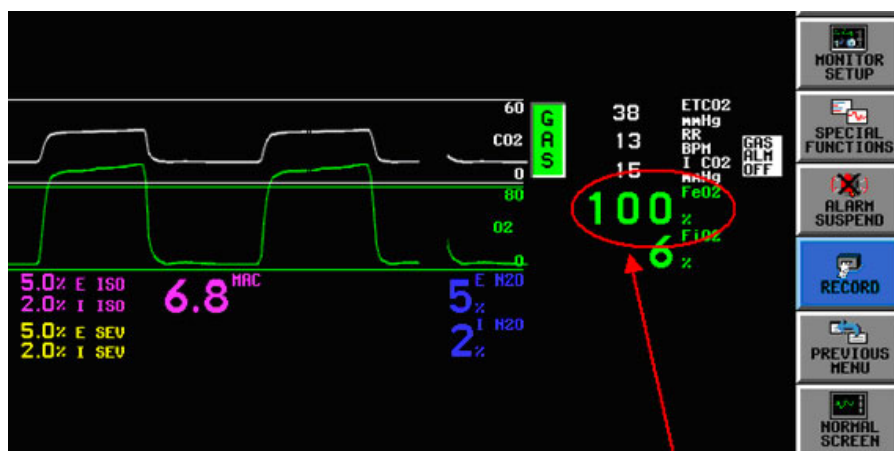 60
CO2
0
80
O2
0
GAS
38 ETCO2 mmHg
13 RR BPM
15 I CO2 mmHg
GAS
ALM
OFF
100 % FeO2
6 % FiO2
5.0% E ISO
2.0% I ISO
6.8 MAC
5 % E N2O
2 % I N2O
5.0% E SEV
2.0% I SEV
MONITOR
SETUP
SPECIAL
FUNCTIONS
ALARM
SUSPEND
RECORD
PREVIOUS
MENU
NORMAL
SCREEN